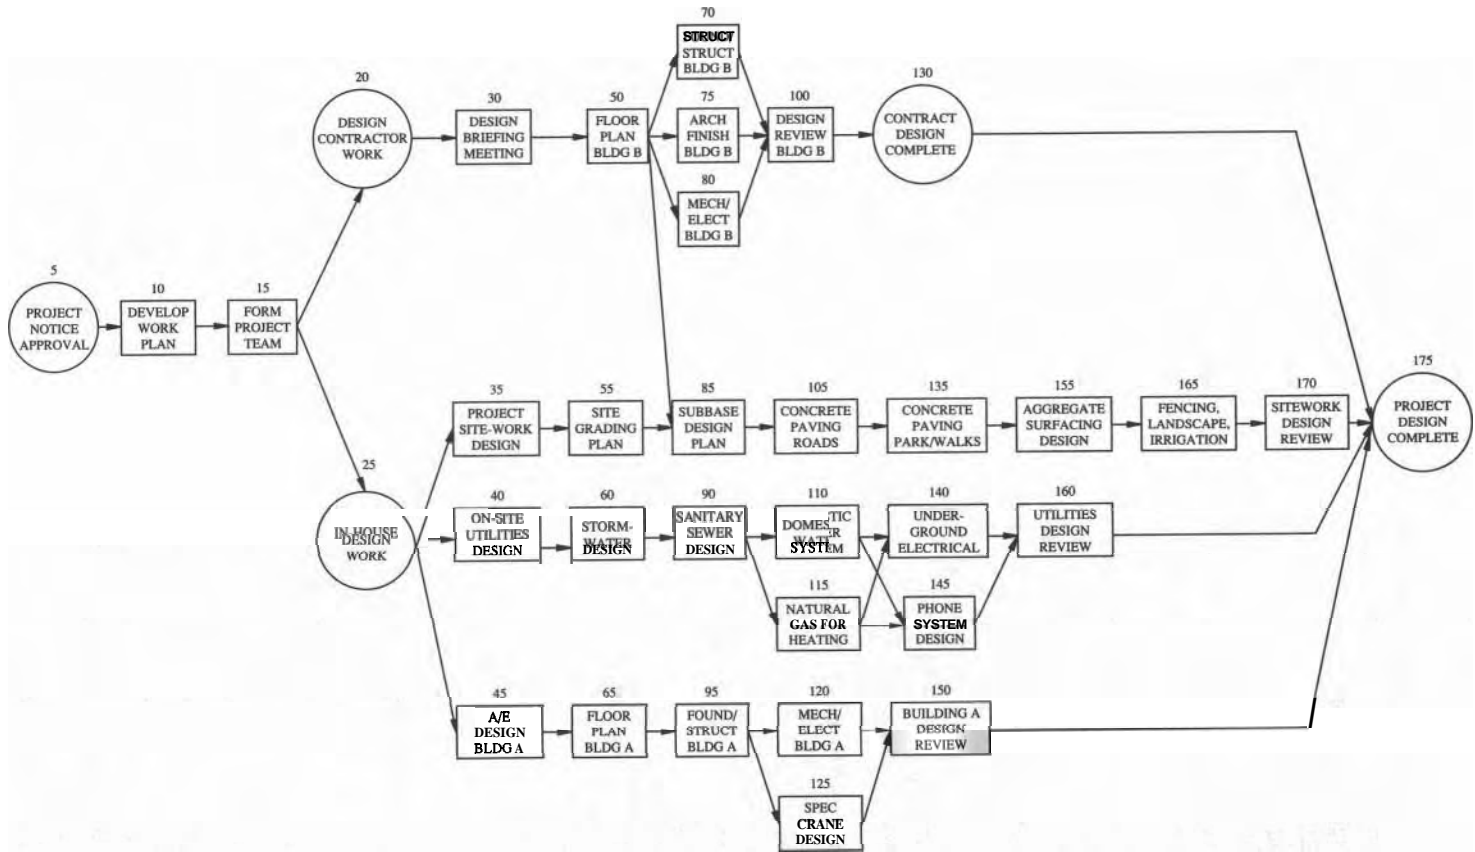 70
STRUCT
STRUCT
BLDG B
20
DESIGN
CONTRACTOR
WORK
30
DESIGN
BRIEFING
MEETING
50
FLOOR
PLAN
BLDG B
75
ARCH
FINISH
BLDG B
100
DESIGN
REVIEW
BLDG B
130
CONTRACT
DESIGN
COMPLETE
80
MECH/
ELECT
BLDG B
5
PROJECT
NOTICE
APPROVAL
10
DEVELOP
WORK
PLAN
15
FORM
PROJECT
TEAM
35
PROJECT
SITE-WORK
DESIGN
55
SITE
GRADING
PLAN
85
SUBBASE
DESIGN
PLAN
105
CONCRETE
PAVING
ROADS
135
CONCRETE
PAVING
PARK/WALKS
155
AGGREGATE
SURFACING
DESIGN
165
FENCING,
LANDSCAPE,
IRRIGATION
170
SITEWORK
DESIGN
REVIEW
175
PROJECT
DESIGN
COMPLETE
25
IN-HOUSE
DESIGN
WORK
40
ON-SITE
UTILITIES
DESIGN
60
STORM-
WATER
DESIGN
90
SANITARY
SEWER
DESIGN
110
DOMESTIC
WATER
SYSTEM
140
UNDER-
GROUND
ELECTRICAL
160
UTILITIES
DESIGN
REVIEW
115
NATURAL
GAS FOR
HEATING
145
PHONE
SYSTEM
DESIGN
45
A/E
DESIGN
BLDG A
65
FLOOR
PLAN
BLDG A
95
FOUND/
STRUCT
BLDG A
120
MECH/
ELECT
BLDG A
150
BUILDING A
DESIGN
REVIEW
125
SPEC
CRANE
DESIGN